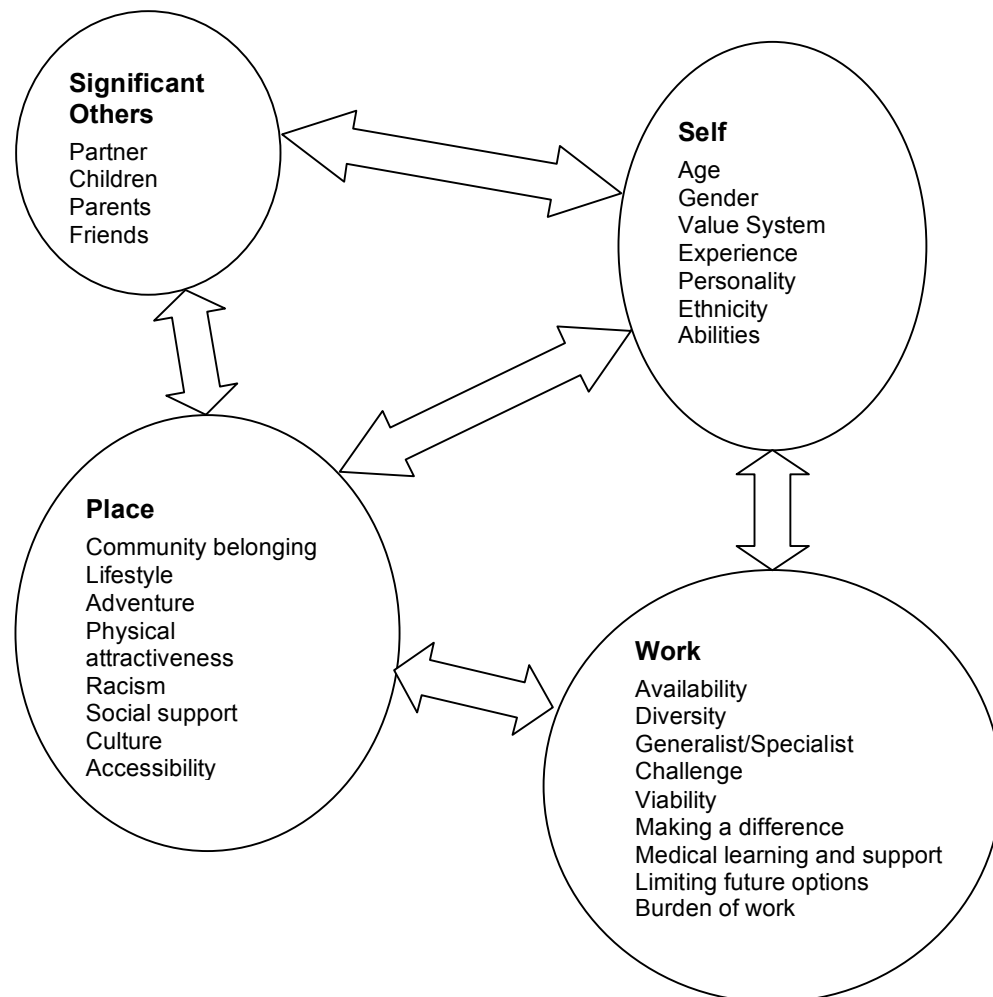 Significant
Others
Partner
Children
Parents
Friends
Self
Age
Gender
Value System
Experience
Personality
Ethnicity
Abilities
Place
Community belonging
Lifestyle
Adventure
Physical
attractiveness
Racism
Social support
Culture
Accessibility
Work
Availability
Diversity
Generalist/Specialist
Challenge
Viability
Making a difference
Medical learning and support
Limiting future options
Burden of work